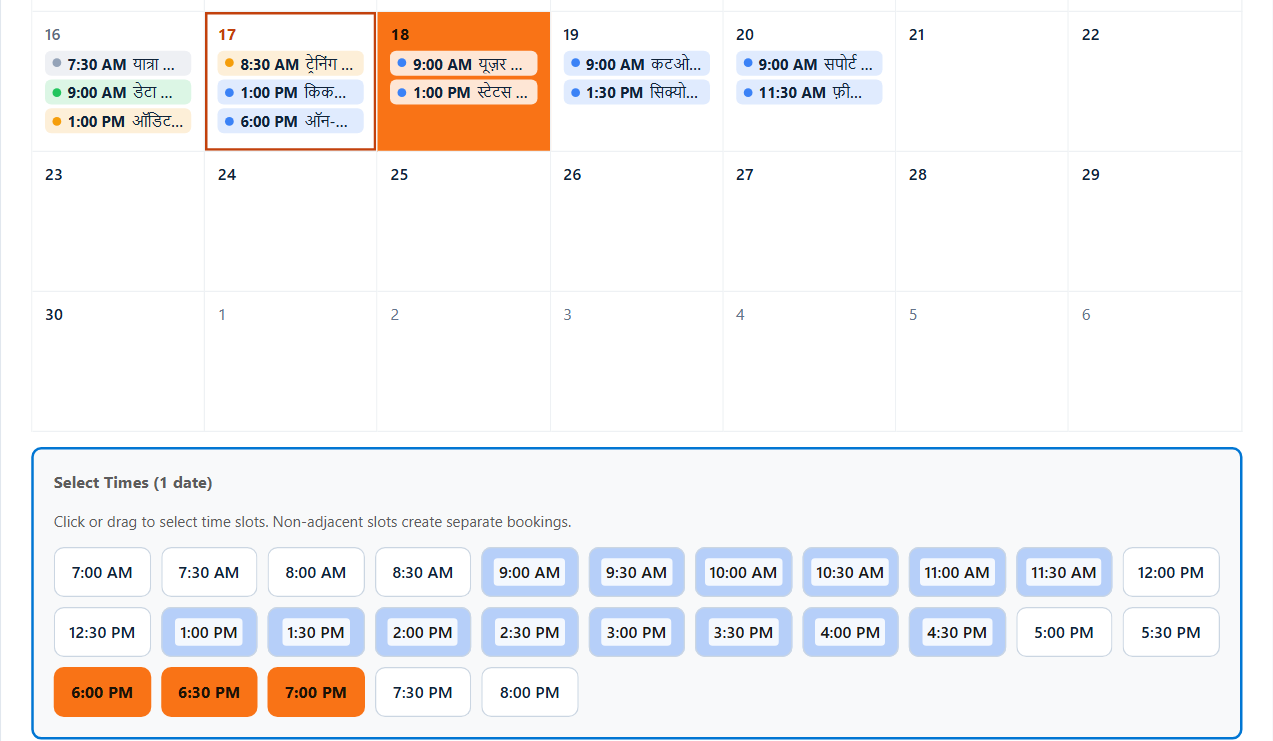 16
7:30 AM यात्रा ...
9:00 AM डेटा ...
1:00 PM ऑडिट...
17
8:30 AM ट्रेनिंग ...
1:00 PM किक...
6:00 PM ऑन-...
18
9:00 AM यूज़र ...
1:00 PM स्टेटस ...
19
9:00 AM कटओ...
1:30 PM सिक्यो...
20
9:00 AM सपोर्ट ...
11:30 AM फ़ी...
21
22
23
24
25
26
27
28
29
30
1
2
3
4
5
6
Select Times (1 date)
Click or drag to select time slots. Non-adjacent slots create separate bookings.
7:00 AM 7:30 AM 8:00 AM 8:30 AM 9:00 AM 9:30 AM 10:00 AM 10:30 AM 11:00 AM 11:30 AM 12:00 PM
12:30 PM 1:00 PM 1:30 PM 2:00 PM 2:30 PM 3:00 PM 3:30 PM 4:00 PM 4:30 PM 5:00 PM 5:30 PM
6:00 PM 6:30 PM 7:00 PM 7:30 PM 8:00 PM